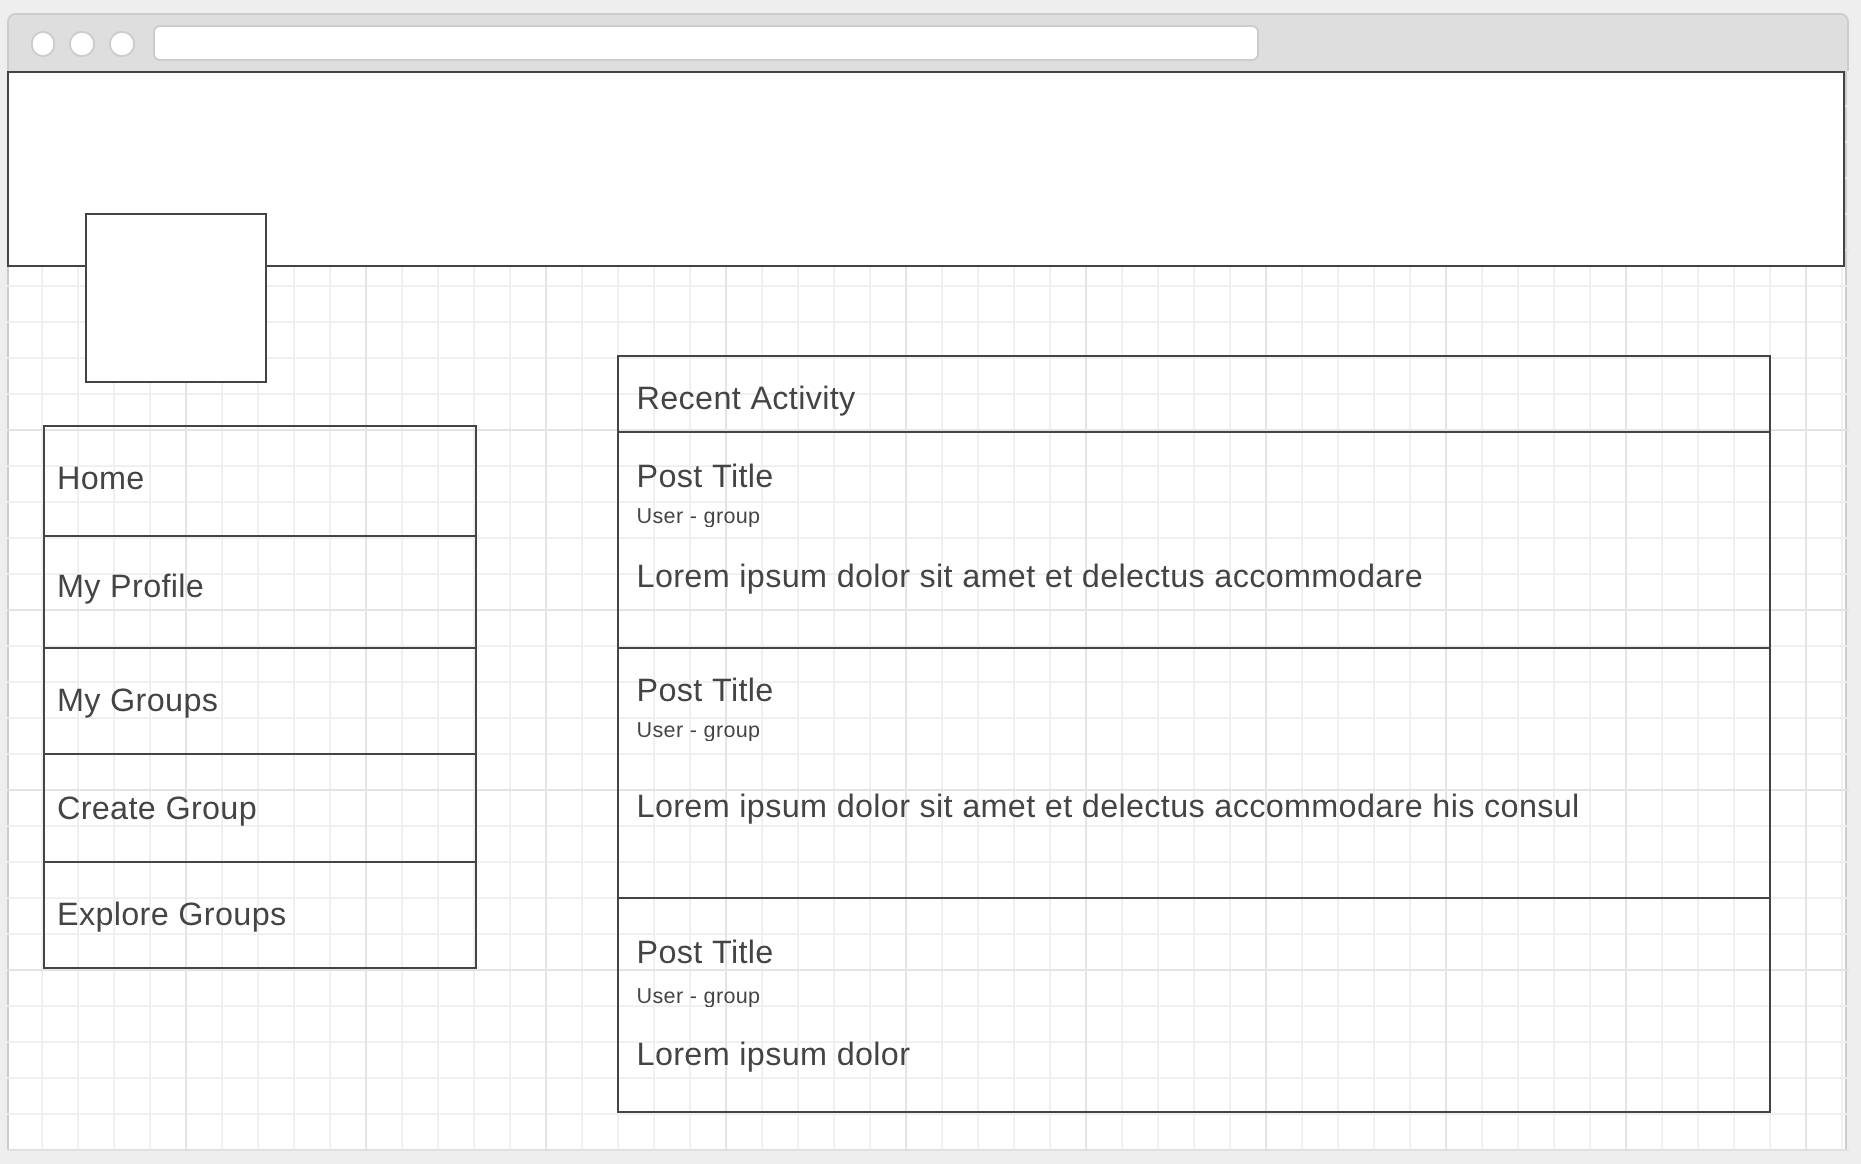 Home
My Profile
My Groups
Create Group
Explore Groups
Recent Activity
Post Title
User - group
Lorem ipsum dolor sit amet et delectus accommodare
Post Title
User - group
Lorem ipsum dolor sit amet et delectus accommodare his consul
Post Title
User - group
Lorem ipsum dolor